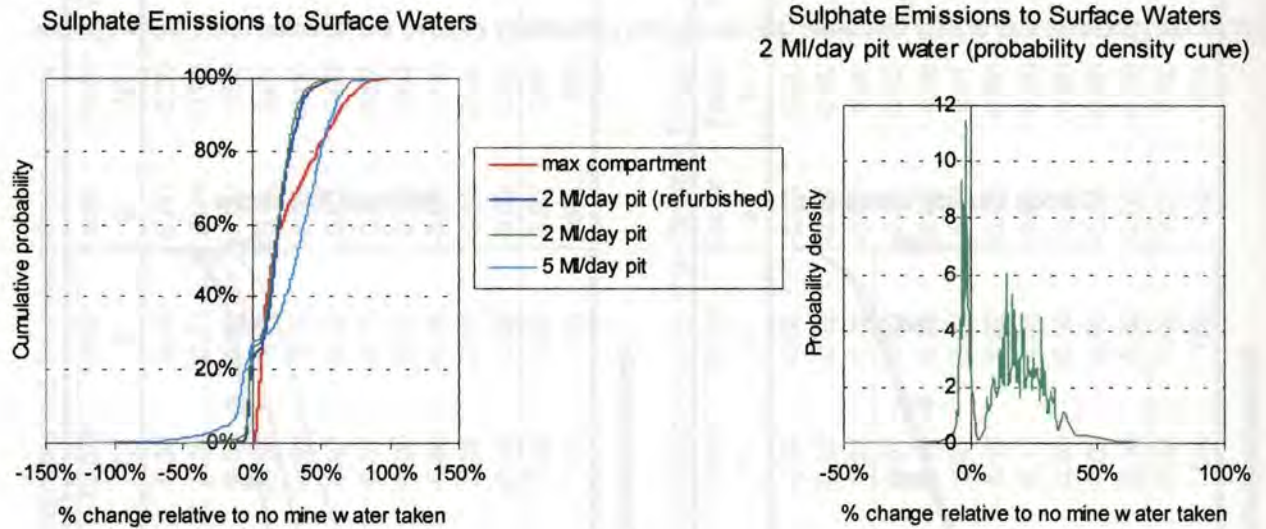 Sulphate Emissions to Surface Waters
100%
80%
60%
40%
20%
0%
Cumulative probability
-150% -100% -50% 0% 50% 100% 150%
% change relative to no mine water taken
max compartment
2 Ml/day pit (refurbished)
2 Ml/day pit
5 Ml/day pit
Sulphate Emissions to Surface Waters
2 Ml/day pit water (probability density curve)
12
10
8
6
4
2
0
Probability density
-50% 0% 50% 100%
% change relative to no mine water taken